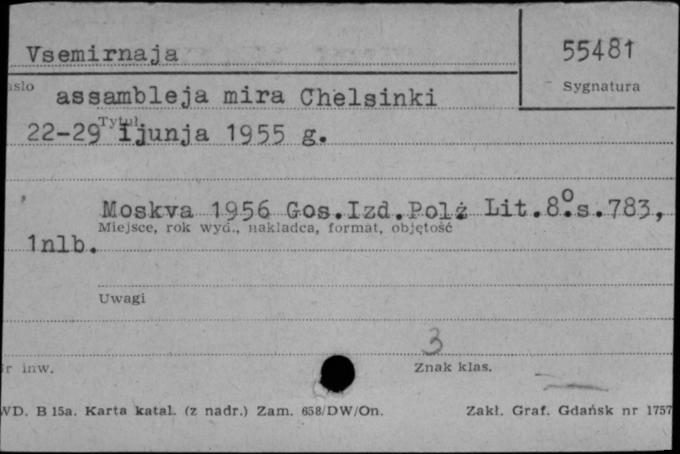 Vsemirnaja
55481
Sygnatura
asło
assambleja mira Chelsinki
Tytuł
22-29 ijunja 1955 g.
Moskva 1956 Gos.Izd.Polż Lit.8°.s.783,
Miejsce, rok wyd., nakładca, format, objętość
1nlb.
Uwagi
3
r inw.
Znak klas.
WD. B 15a. Karta katal. (z nadr.) Zam. 658/DW/On.
Zakł. Graf. Gdańsk nr 1757